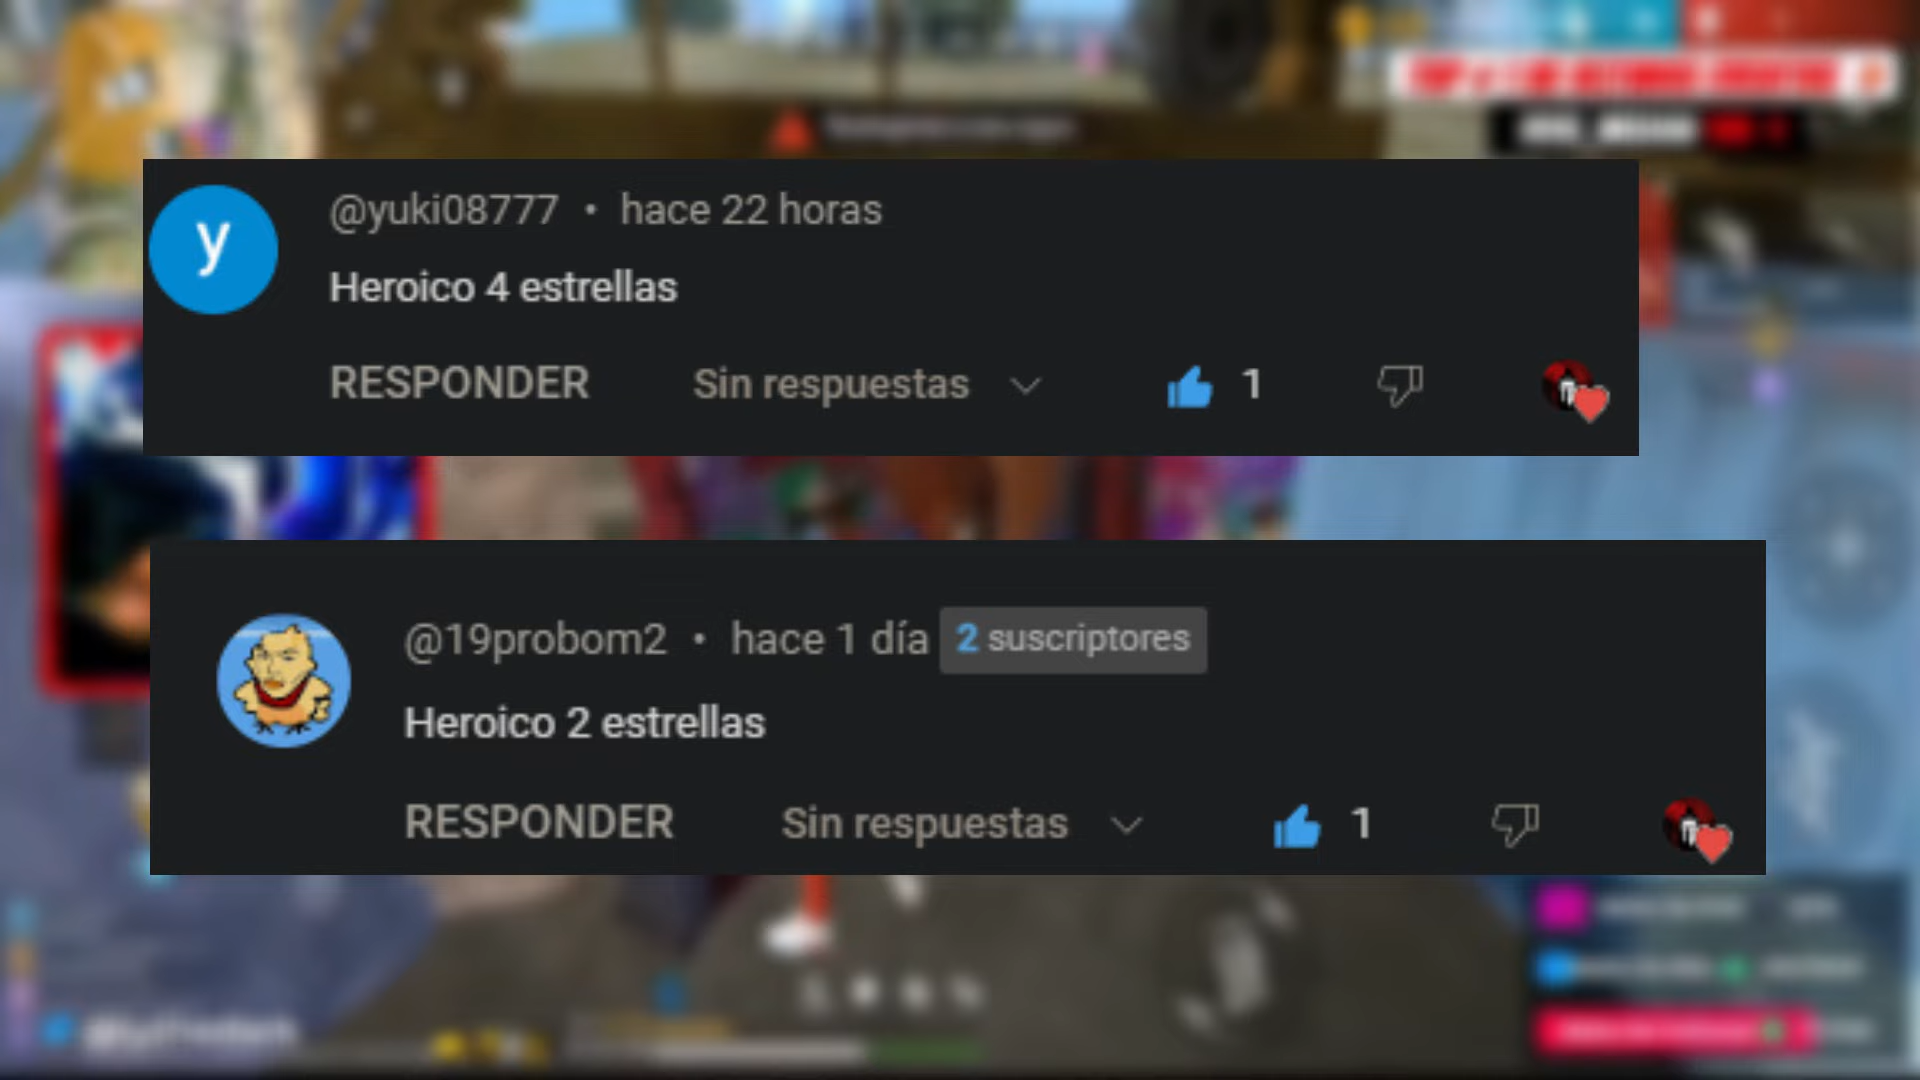 y
@yuki08777 • hace 22 horas
Heroico 4 estrellas
RESPONDER Sin respuestas 1
@19probom2 • hace 1 día 2 suscriptores
Heroico 2 estrellas
RESPONDER Sin respuestas 1